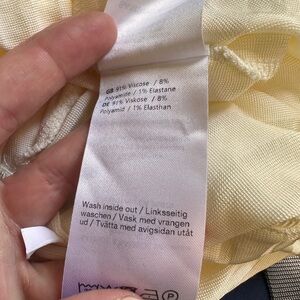 GB 91% Viscose / 8%
Polyamide / 1% Elastane
DE 91% Viskose / 8%
Polyamid / 1% Elasthan
Wash inside out / Linksseitig
waschen / Vask med vrangen
ud / Tvätta med avigsidan utåt
P